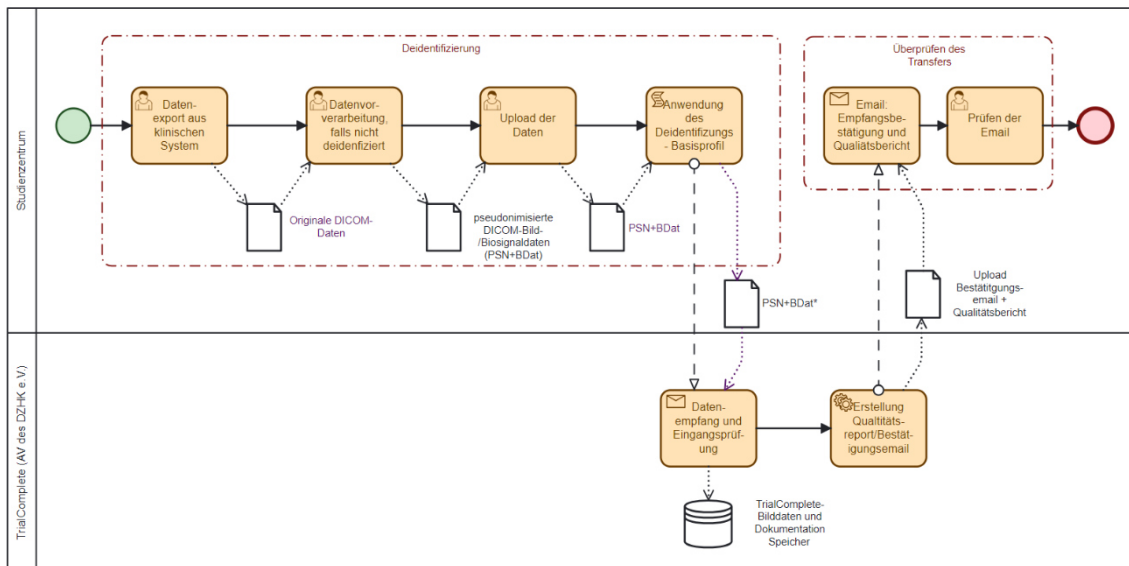 Studienzentrum
Deidentifizierung
Daten-
export aus
klinischen
System
Datenvor-
verarbeitung,
falls nicht
deidenfiziert
Upload der
Daten
Anwendung
des
Deidentifizungs
- Basisprofil
Originale DICOM-
Daten
pseudonimisierte
DICOM-Bild-
/Biosignaldaten
(PSN+BDat)
PSN+BDat
PSN+BDat*
Überprüfen des
Transfers
Email:
Empfangsbe-
stätigung und
Qualiätsbericht
Prüfen der
Email
Upload
Bestätitgungs-
email +
Qualitätsbericht
TrialComplete (AV des DZHK e.V.)
Daten-
empfang und
Eingangsprüf-
ung
Erstellung
Qualtitäts-
report/Bestät-
igungsemail
TrialComplete-
Bilddaten und
Dokumentation
Speicher